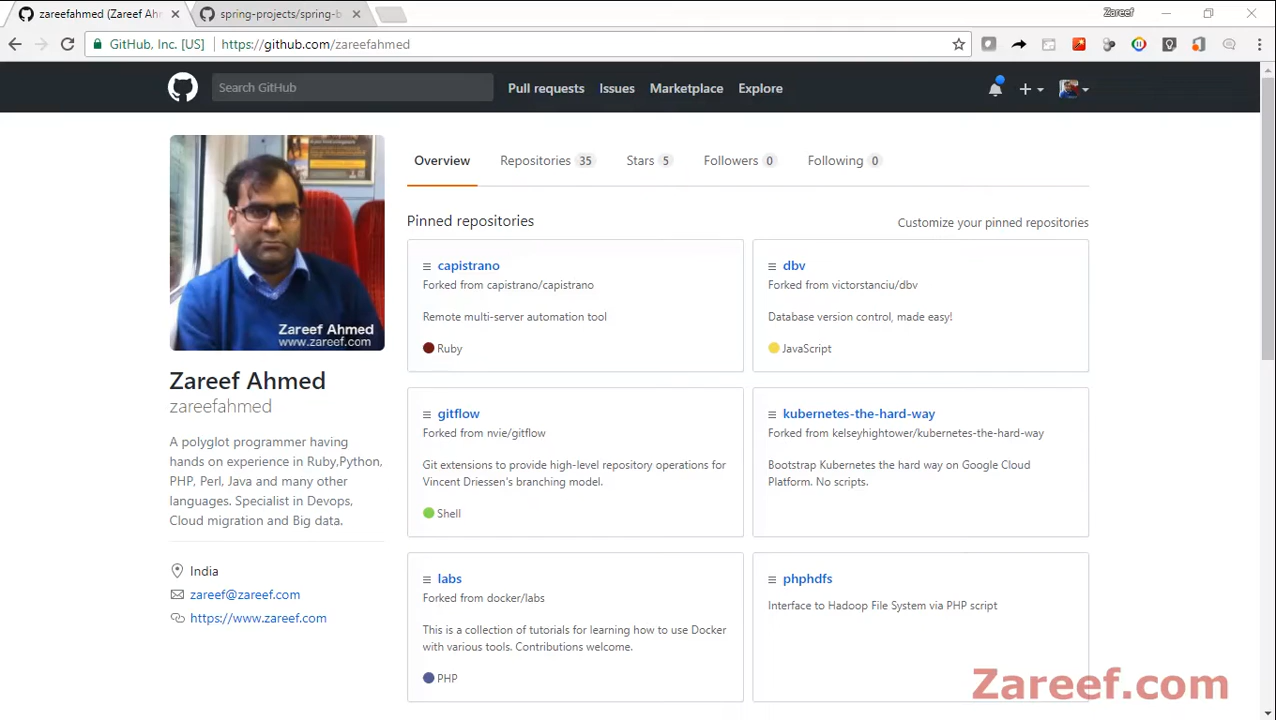 zareefahmed (Zareef Ah
spring-projects/spring-b
Zareef
GitHub, Inc. [US]
https://github.com/zareefahmed
Search GitHub
Pull requests
Issues
Marketplace
Explore
Overview
Repositories 35
Stars 5
Followers 0
Following 0
Zareef Ahmed
www.zareef.com
Zareef Ahmed
zareefahmed
A polyglot programmer having
hands on experience in Ruby,Python,
PHP, Perl, Java and many other
languages. Specialist in Devops,
Cloud migration and Big data.
India
zareef@zareef.com
https://www.zareef.com
Pinned repositories
Customize your pinned repositories
capistrano
Forked from capistrano/capistrano
Remote multi-server automation tool
Ruby
dbv
Forked from victorstanciu/dbv
Database version control, made easy!
JavaScript
gitflow
Forked from nvie/gitflow
Git extensions to provide high-level repository operations for
Vincent Driessen's branching model.
Shell
kubernetes-the-hard-way
Forked from kelseyhightower/kubernetes-the-hard-way
Bootstrap Kubernetes the hard way on Google Cloud
Platform. No scripts.
labs
Forked from docker/labs
This is a collection of tutorials for learning how to use Docker
with various tools. Contributions welcome.
PHP
phphdfs
Interface to Hadoop File System via PHP script
Zareef.com